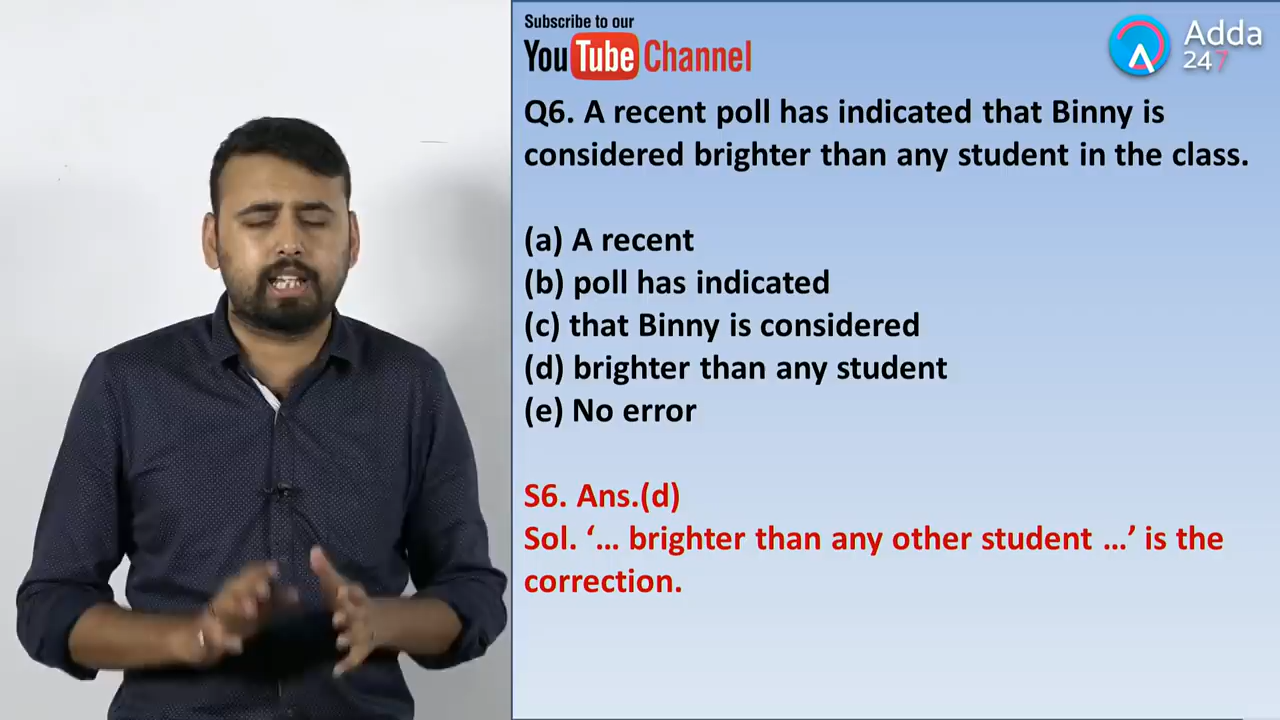 Subscribe to our
YouTube Channel
Adda
247
Q6. A recent poll has indicated that Binny is
considered brighter than any student in the class.
(a) A recent
(b) poll has indicated
(c) that Binny is considered
(d) brighter than any student
(e) No error
S6. Ans.(d)
Sol. ‘… brighter than any other student …’ is the
correction.